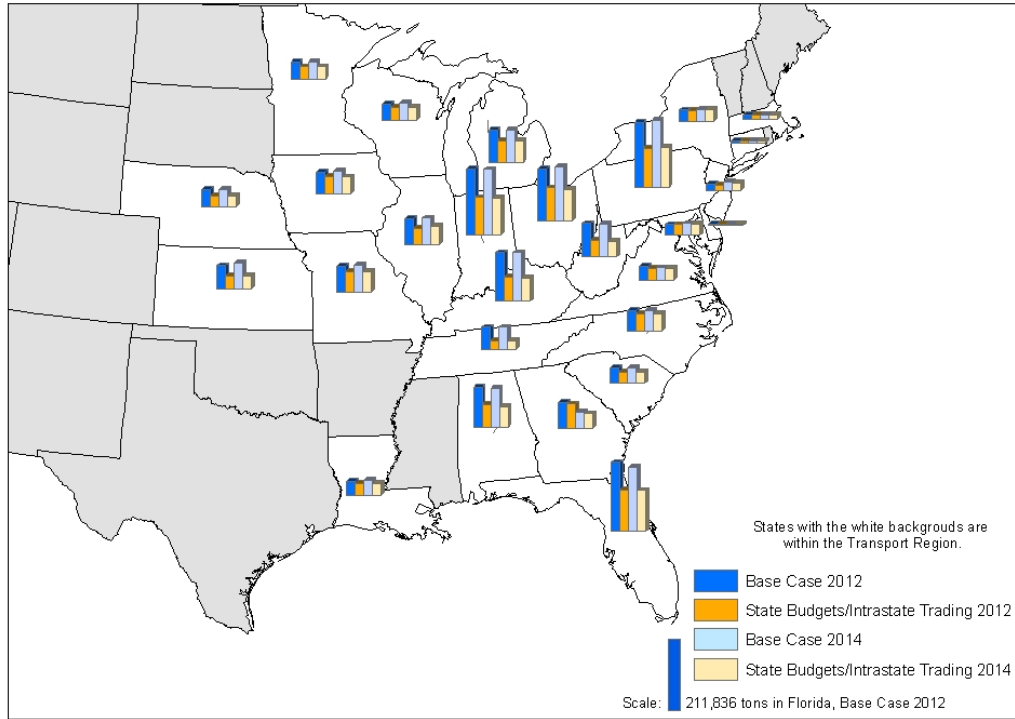 States with the white backgrouds are
within the Transport Region.
Base Case 2012
State Budgets/Intrastate Trading 2012
Base Case 2014
State Budgets/Intrastate Trading 2014
Scale: 211,836 tons in Florida, Base Case 2012